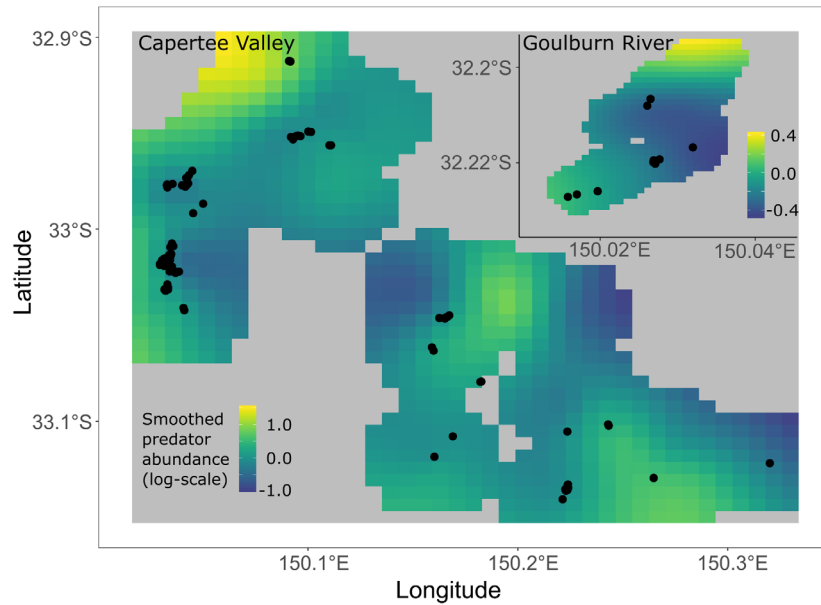 32.9°S
33°S
33.1°S
Latitude
Capertee Valley
Goulburn River
32.2°S
32.22°S
0.4
0.0
-0.4
150.02°E
150.04°E
Smoothed
predator
abundance
(log-scale)
1.0
0.0
-1.0
150.1°E
150.2°E
150.3°E
Longitude